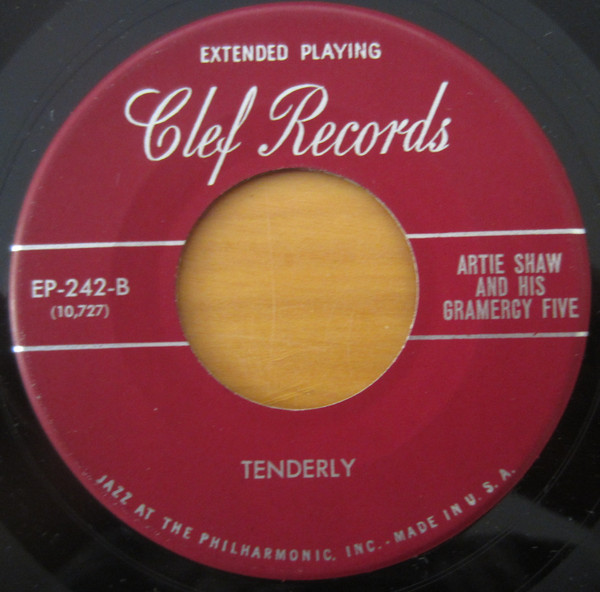 EXTENDED PLAYING
Clef Records
EP-242-B
(10,727)
ARTIE SHAW
AND HIS
GRAMERCY FIVE
TENDERLY
JAZZ AT THE PHILHARMONIC, INC. - MADE IN U.S.A.